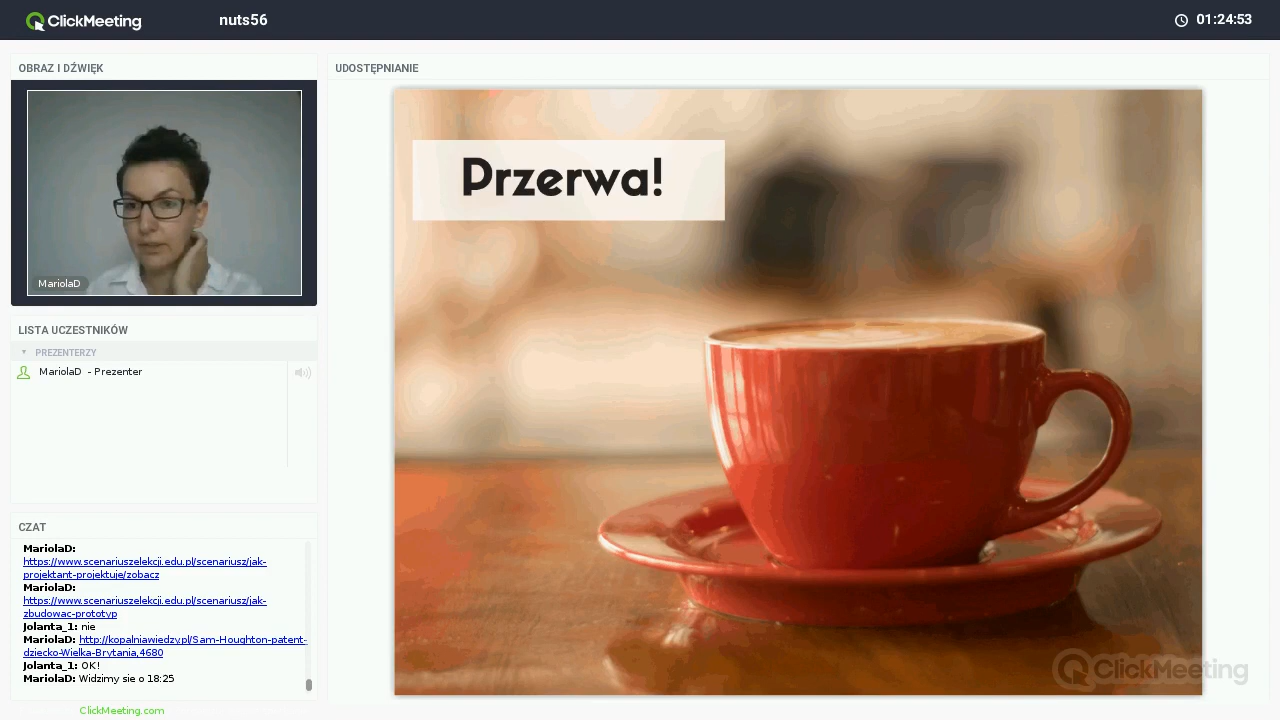 ClickMeeting
nuts56
01:24:53
OBRAZ I DŹWIĘK
MariolaD
LISTA UCZESTNIKÓW
PREZENTERZY
MariolaD - Prezenter
CZAT
MariolaD:
https://www.scenariuszelekcji.edu.pl/scenariusz/jak-
projektant-projektuje/zobacz
MariolaD:
https://www.scenariuszelekcji.edu.pl/scenariusz/jak-
zbudowac-prototyp
Jolanta_1: nie
MariolaD: http://kopalniawiedzy.pl/Sam-Houghton-patent-
dziecko-Wielka-Brytania,4680
Jolanta_1: OK!
MariolaD: Widzimy sie o 18:25
ClickMeeting.com
UDOSTĘPNIANIE
Przerwa!
ClickMeeting